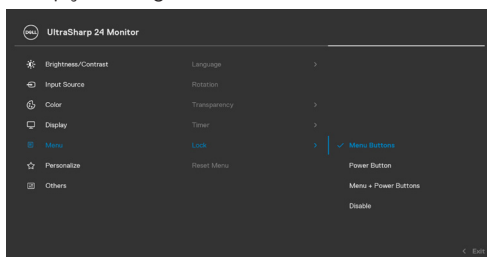 DELL UltraSharp 24 Monitor
Brightness/Contrast Language >
Input Source Rotation
Color Transparency >
Display Timer >
Menu Lock > ✓ Menu Buttons
Personalize Reset Menu Power Button
Others Menu + Power Buttons
Disable
< Exit